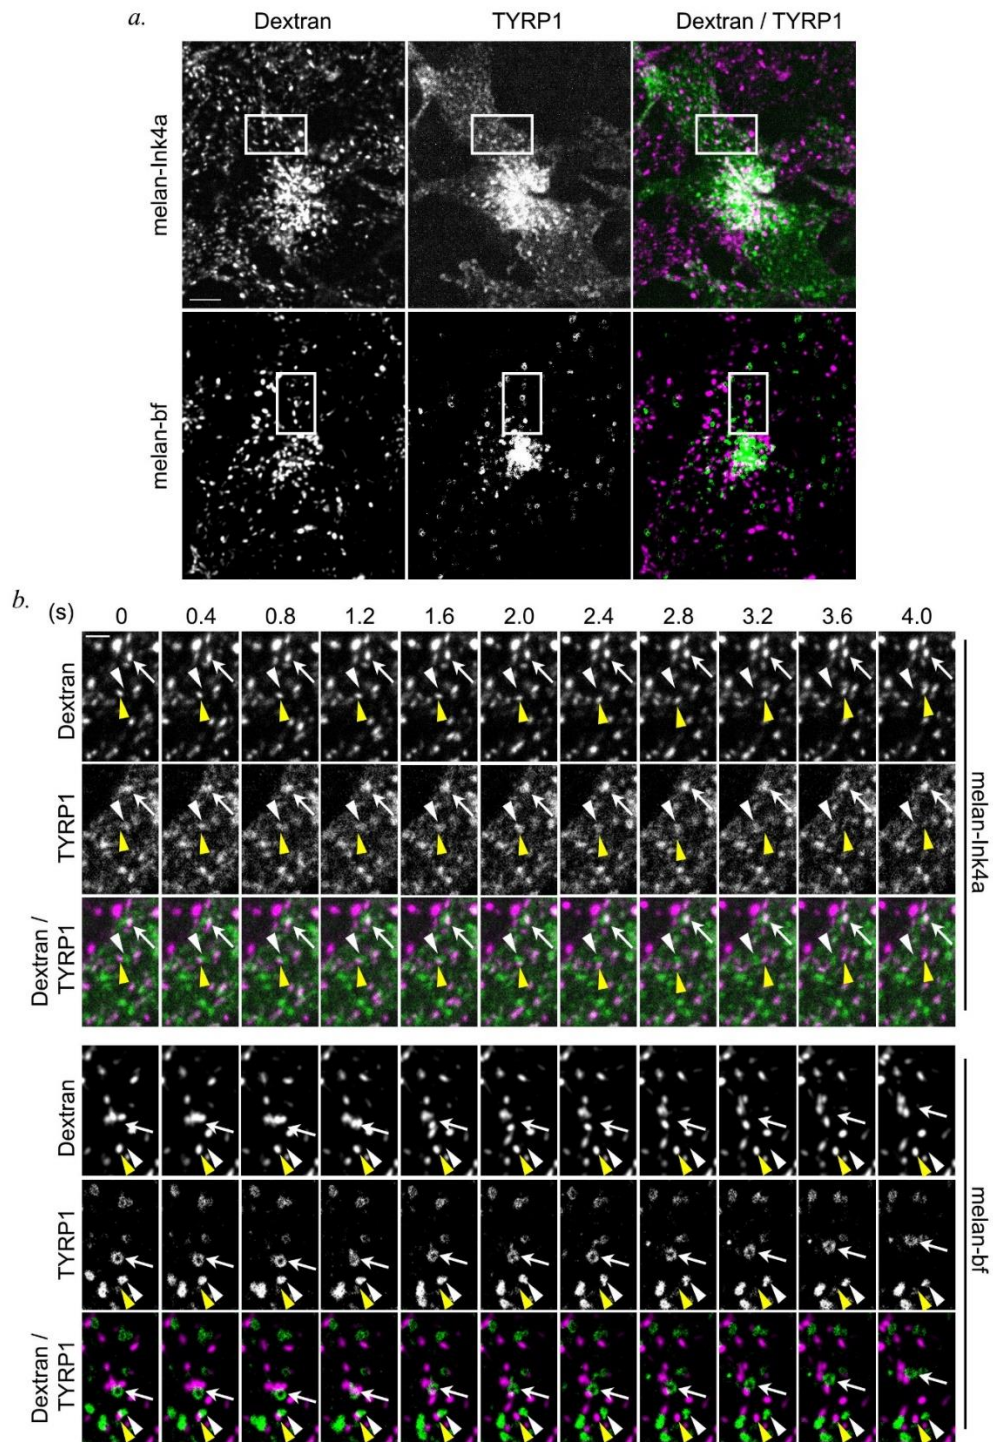 a.
Dextran TYRP1 Dextran / TYRP1
melan-Ink4a
melan-bf
b.
(s) 0 0.4 0.8 1.2 1.6 2.0 2.4 2.8 3.2 3.6 4.0
Dextran
TYRP1
Dextran /
TYRP1
melan-Ink4a
Dextran
TYRP1
Dextran /
TYRP1
melan-bf